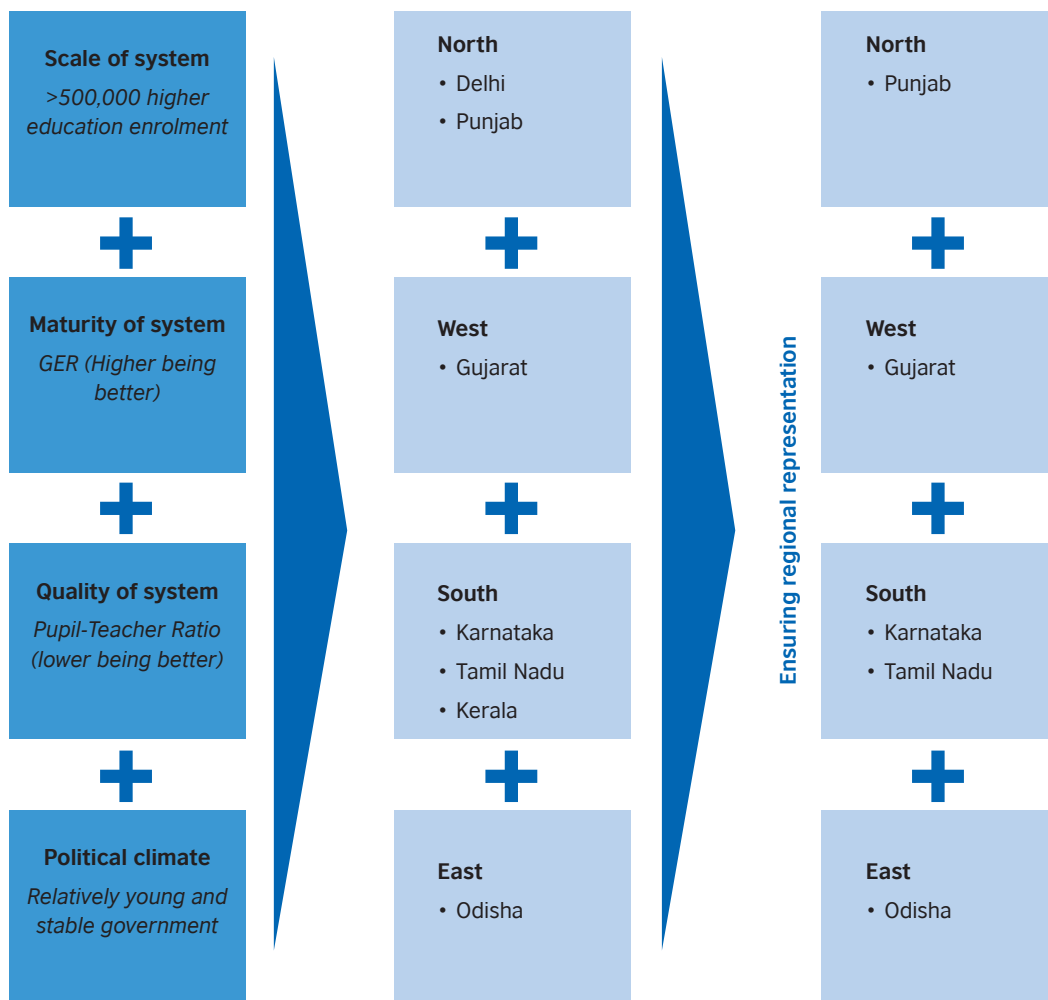 Scale of system
>500,000 higher
education enrolment
Maturity of system
GER (Higher being
better)
Quality of system
Pupil-Teacher Ratio
(lower being better)
Political climate
Relatively young and
stable government
North
• Delhi
• Punjab
West
• Gujarat
South
• Karnataka
• Tamil Nadu
• Kerala
East
• Odisha
Ensuring regional representation
North
• Punjab
West
• Gujarat
South
• Karnataka
• Tamil Nadu
East
• Odisha